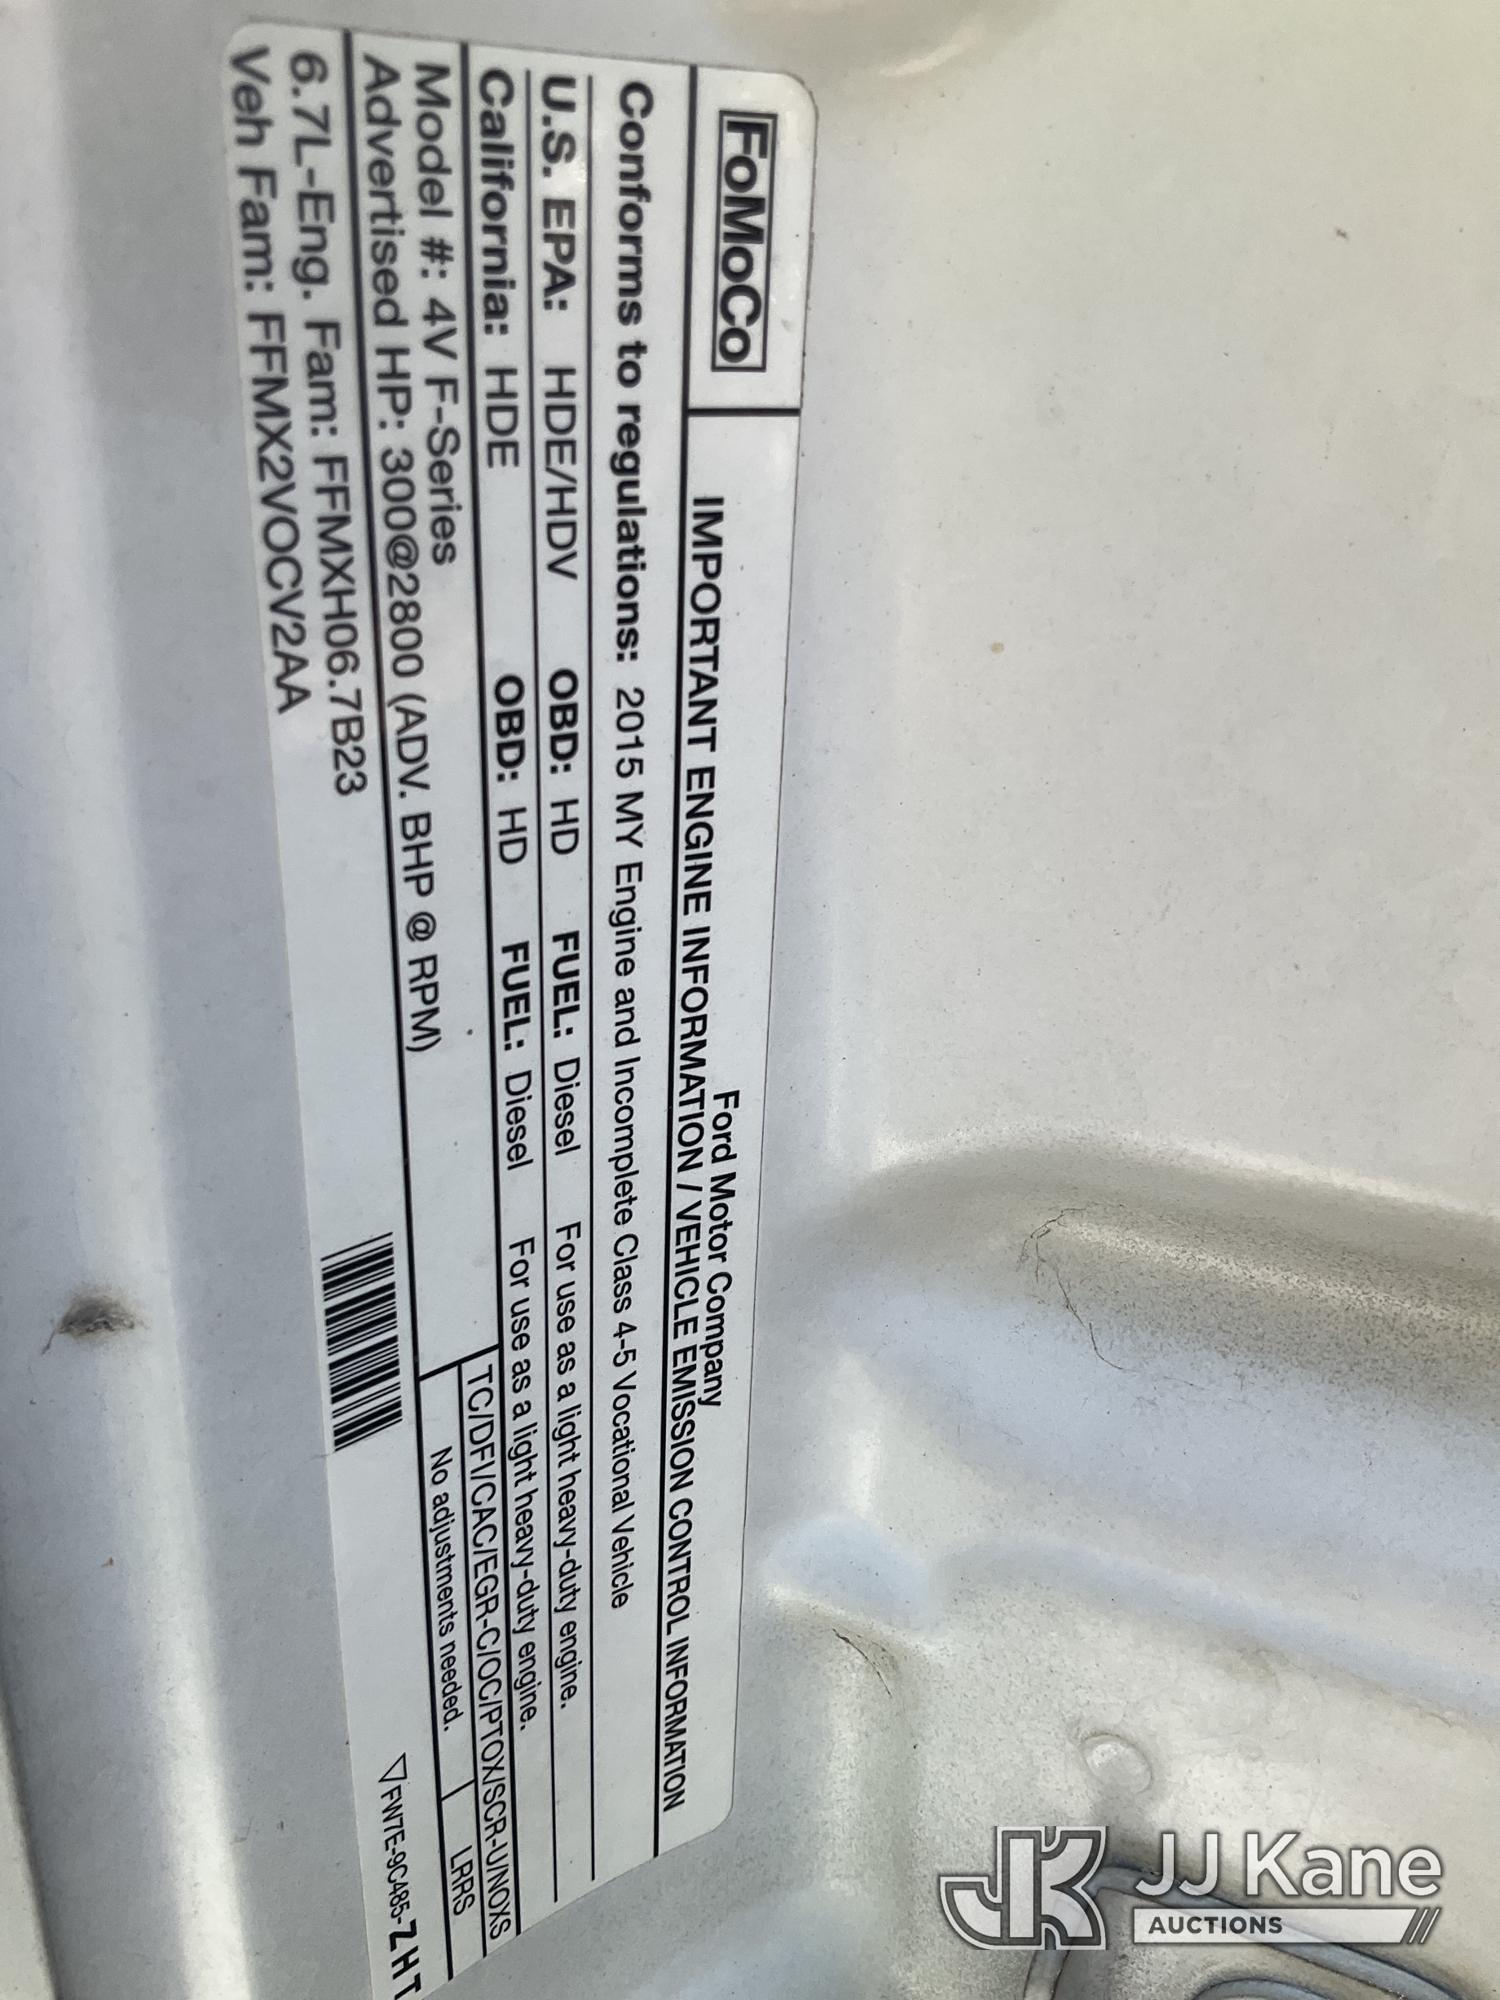 FoMoCo
Ford Motor Company
IMPORTANT ENGINE INFORMATION / VEHICLE EMISSION CONTROL INFORMATION
Conforms to regulations: 2015 MY Engine and Incomplete Class 4-5 Vocational Vehicle
U.S. EPA: HDE/HDV OBD: HD FUEL: Diesel For use as a light heavy-duty engine.
California: HDE OBD: HD FUEL: Diesel For use as a light heavy-duty engine.
Model #: 4V F-Series
TC/DFI/CAC/EGR-C/OC/PTOX/SCR-U/NOXS
Advertised HP: 300@2800 (ADV. BHP @ RPM)
No adjustments needed. LRRS
6.7L-Eng. Fam: FFMXH06.7B23
Veh Fam: FFMX2VOCV2AA
FW7E-9C485-ZHT
JK JJ Kane
AUCTIONS